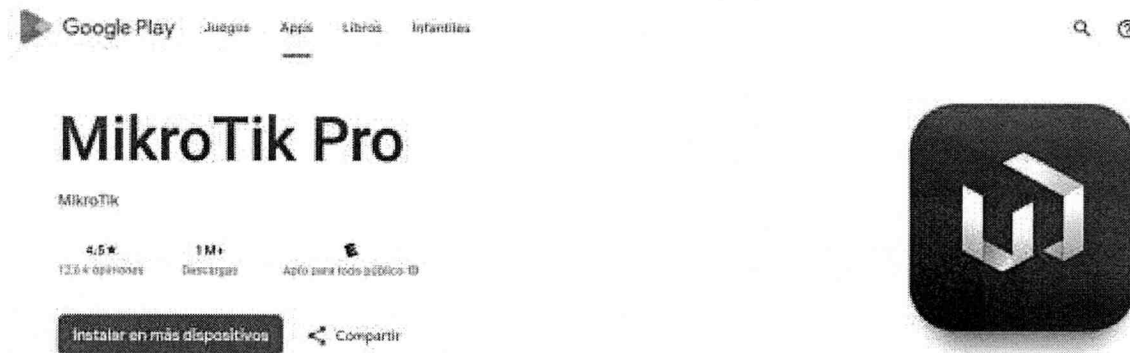 Google Play Juegos Apps Libros Infantiles
MikroTik Pro
MikroTik
4.5★ 1 M+ E
opiniones Descargas Apto para todo público
Instalar en más dispositivos Compartir